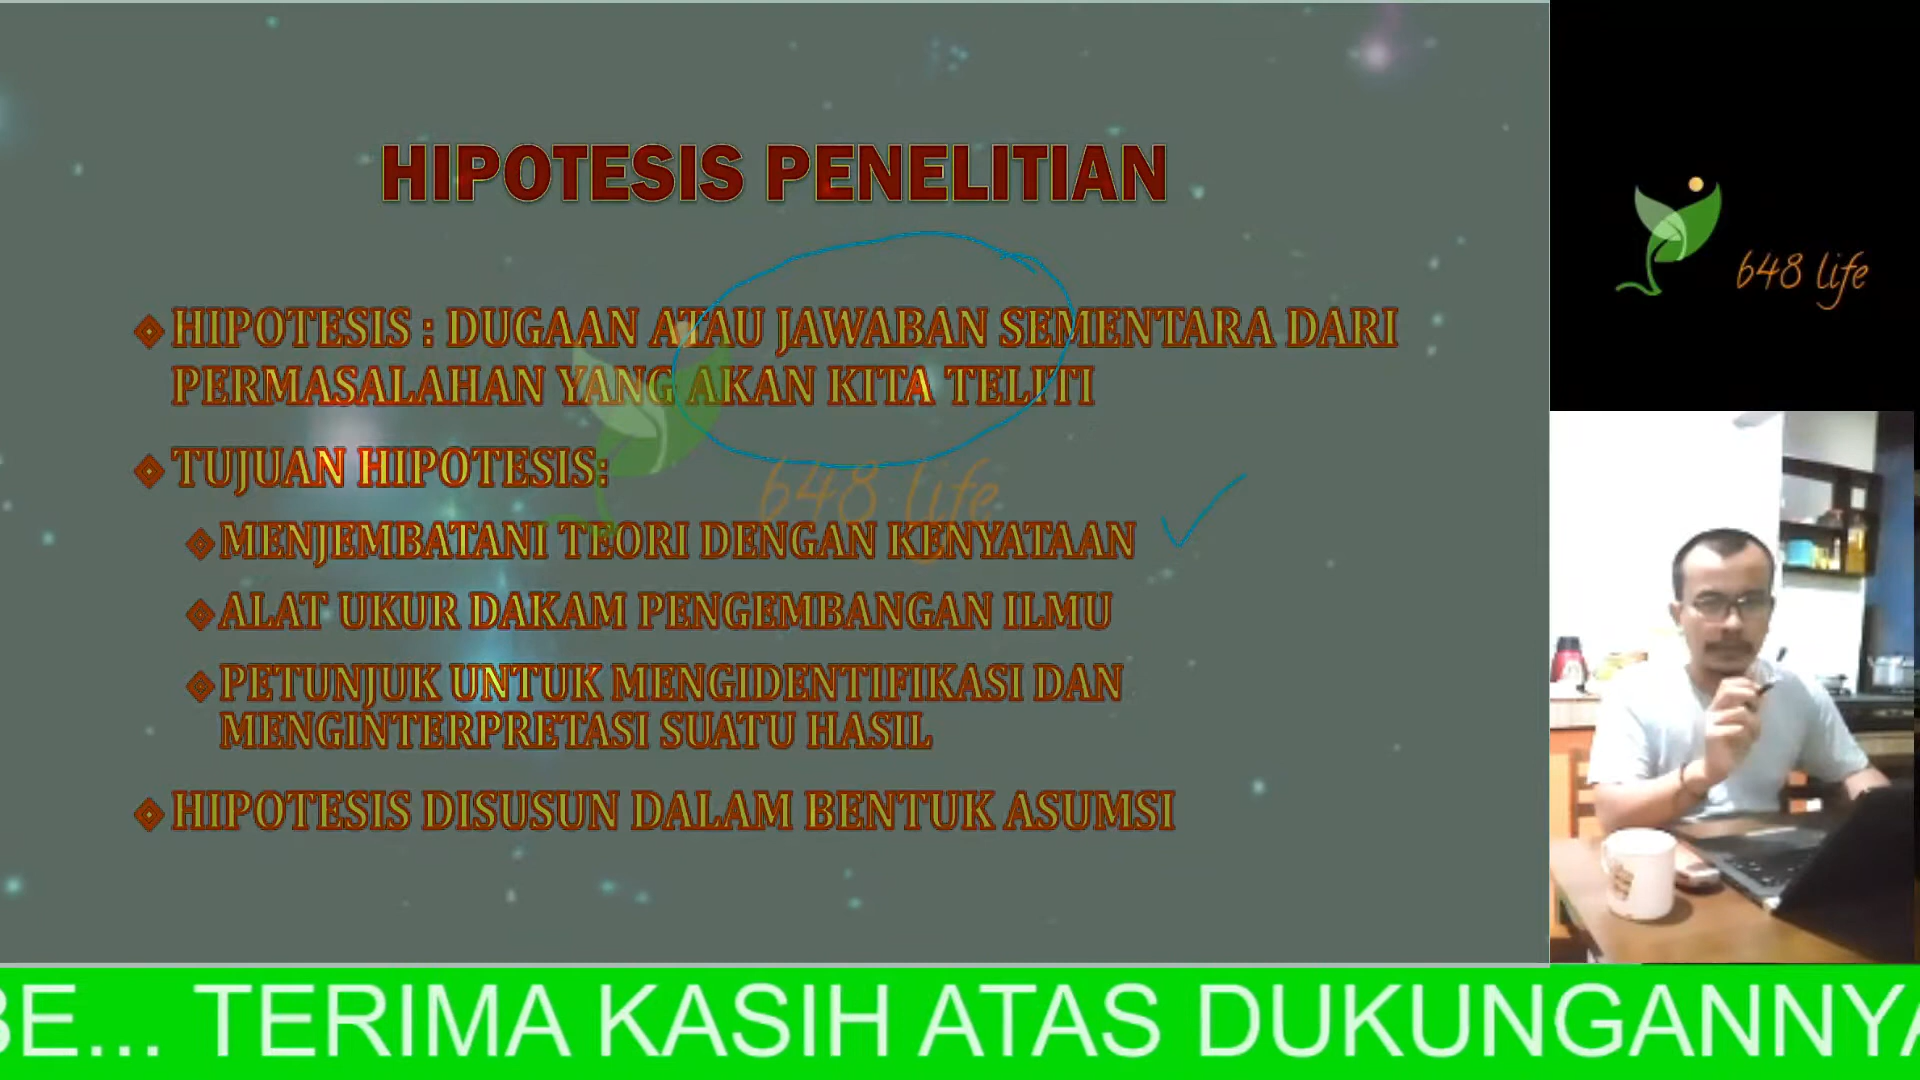 HIPOTESIS PENELITIAN
HIPOTESIS : DUGAAN ATAU JAWABAN SEMENTARA DARI
PERMASALAHAN YANG AKAN KITA TELITI
TUJUAN HIPOTESIS:
MENJEMBATANI TEORI DENGAN KENYATAAN
ALAT UKUR DAKAM PENGEMBANGAN ILMU
PETUNJUK UNTUK MENGIDENTIFIKASI DAN
MENGINTERPRETASI SUATU HASIL
HIPOTESIS DISUSUN DALAM BENTUK ASUMSI
648 life
648 life
BE... TERIMA KASIH ATAS DUKUNGANNYA